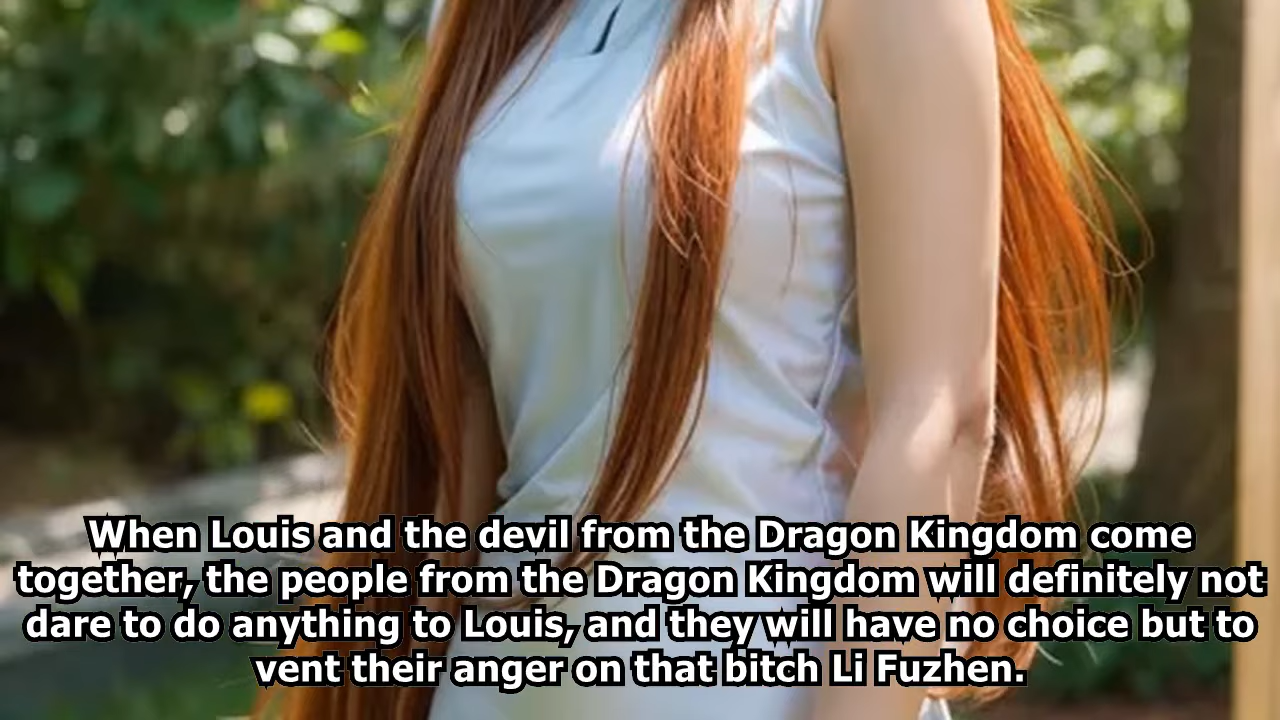 When Louis and the devil from the Dragon Kingdom come
together, the people from the Dragon Kingdom will definitely not
dare to do anything to Louis, and they will have no choice but to
vent their anger on that bitch Li Fuzhen.